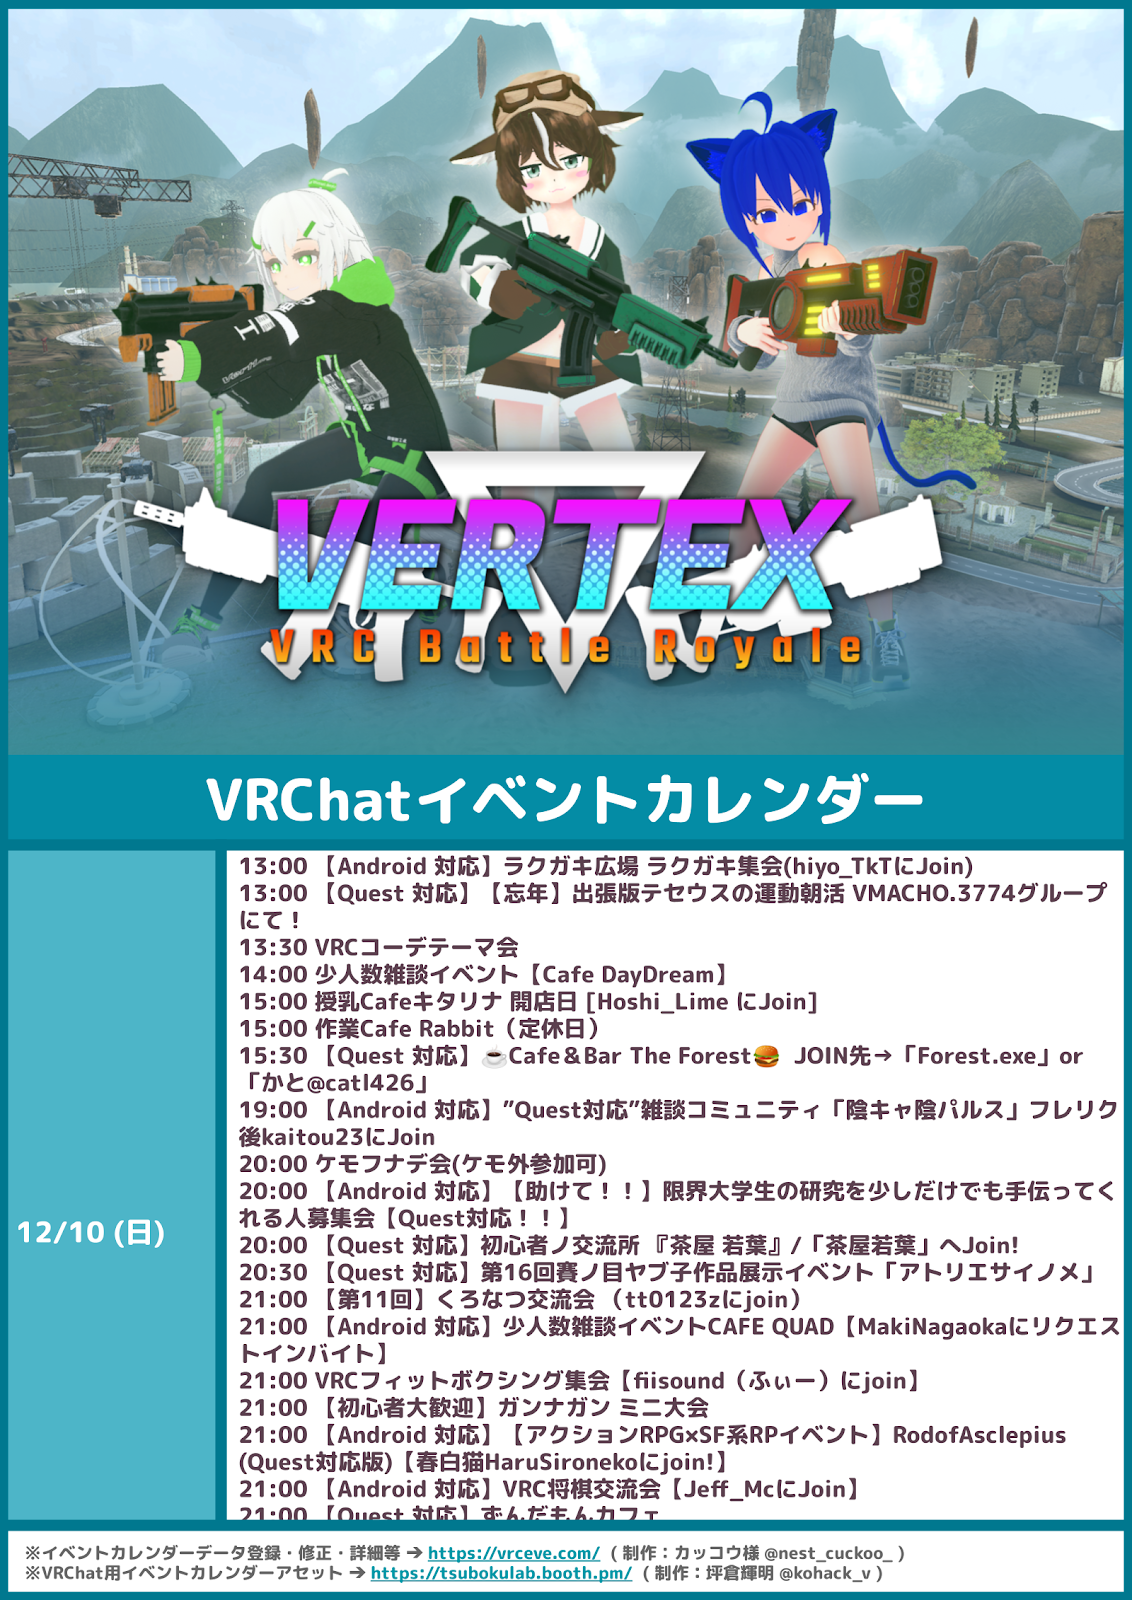 VERTEX
VRC Battle Royale
VRChatイベントカレンダー
12/10 (日)
13:00 【Android 対応】ラクガキ広場 ラクガキ集会(hiyo_TkTにJoin)
13:00 【Quest 対応】【忘年】出張版テセウスの運動朝活 VMACHO.3774グループ
にて！
13:30 VRCコーデテーマ会
14:00 少人数雑談イベント【Cafe DayDream】
15:00 授乳Cafeキタリナ 開店日 [Hoshi_Lime にJoin]
15:00 作業Cafe Rabbit（定休日）
15:30 【Quest 対応】☕Cafe＆Bar The Forest🍔 JOIN先→「Forest.exe」or
「かと@catl426」
19:00 【Android 対応】”Quest対応”雑談コミュニティ「陰キャ陰パルス」フレリク
後kaitou23にJoin
20:00 ケモフナデ会(ケモ外参加可)
20:00 【Android 対応】【助けて！！】限界大学生の研究を少しだけでも手伝ってく
れる人募集会【Quest対応！！】
20:00 【Quest 対応】初心者ノ交流所 『茶屋 若葉』/「茶屋若葉」へJoin!
20:30 【Quest 対応】第16回賽ノ目ヤブ子作品展示イベント「アトリエサイノメ」
21:00 【第11回】くろなつ交流会 （tt0123zにjoin）
21:00 【Android 対応】少人数雑談イベントCAFE QUAD【MakiNagaokaにリクエス
トインバイト】
21:00 VRCフィットボクシング集会【fiisound（ふぃー）にjoin】
21:00 【初心者大歓迎】ガンナガン ミニ大会
21:00 【Android 対応】【アクションRPG×SF系RPイベント】RodofAsclepius
(Quest対応版)【春白猫HaruSironekoにjoin!】
21:00 【Android 対応】VRC将棋交流会【Jeff_McにJoin】
21:00 【Quest 対応】ずんだもんカフェ
※イベントカレンダーデータ登録・修正・詳細等 → https://vrceve.com/ ( 制作：カッコウ様 @nest_cuckoo_ )
※VRChat用イベントカレンダーアセット → https://tsubokulab.booth.pm/ ( 制作：坪倉輝明 @kohack_v )